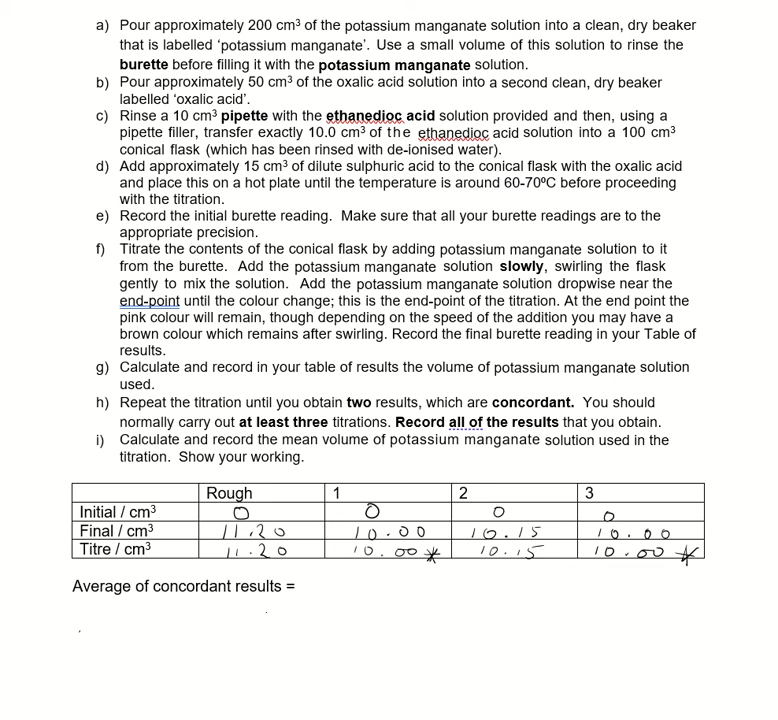 a) Pour approximately 200 cm³ of the potassium manganate solution into a clean, dry beaker
that is labelled 'potassium manganate'. Use a small volume of this solution to rinse the
burette before filling it with the potassium manganate solution.
b) Pour approximately 50 cm³ of the oxalic acid solution into a second clean, dry beaker
labelled 'oxalic acid'.
c) Rinse a 10 cm³ pipette with the ethanedioc acid solution provided and then, using a
pipette filler, transfer exactly 10.0 cm³ of the ethanedioc acid solution into a 100 cm³
conical flask (which has been rinsed with de-ionised water).
d) Add approximately 15 cm³ of dilute sulphuric acid to the conical flask with the oxalic acid
and place this on a hot plate until the temperature is around 60-70ºC before proceeding
with the titration.
e) Record the initial burette reading. Make sure that all your burette readings are to the
appropriate precision.
f) Titrate the contents of the conical flask by adding potassium manganate solution to it
from the burette. Add the potassium manganate solution slowly, swirling the flask
gently to mix the solution. Add the potassium manganate solution dropwise near the
end-point until the colour change; this is the end-point of the titration. At the end point the
pink colour will remain, though depending on the speed of the addition you may have a
brown colour which remains after swirling. Record the final burette reading in your Table of
results.
g) Calculate and record in your table of results the volume of potassium manganate solution
used.
h) Repeat the titration until you obtain two results, which are concordant. You should
normally carry out at least three titrations. Record all of the results that you obtain.
i) Calculate and record the mean volume of potassium manganate solution used in the
titration. Show your working.
Rough 1 2 3
Initial / cm³ 0 0 0 0
Final / cm³ 11.20 10.00 10.15 10.00
Titre / cm³ 11.20 10.00* 10.15 10.00*
Average of concordant results =